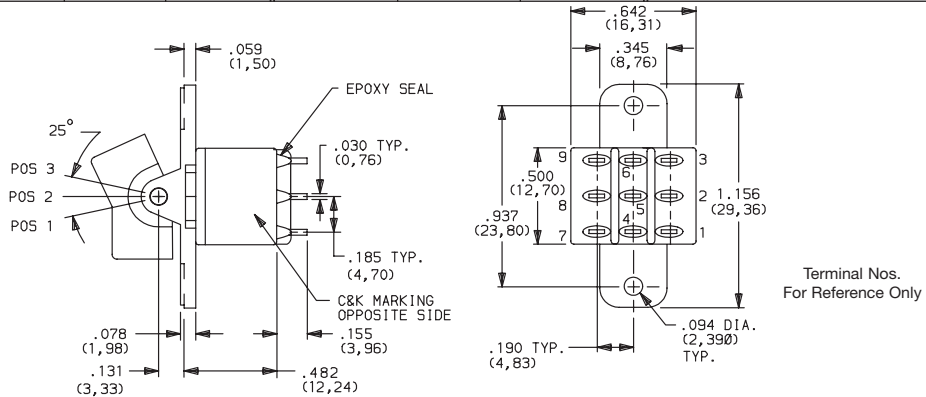 .059
(1,50)
EPOXY SEAL
25°
.030 TYP.
(0,76)
POS 3
POS 2
POS 1
.185 TYP.
(4,70)
C&K MARKING
OPPOSITE SIDE
.078
(1,98)
.155
(3,96)
.131
(3,33)
.482
(12,24)
.642
(16,31)
.345
(8,76)
9
6
3
.500
(12,70)
8
5
2
1.156
(29,36)
.937
(23,80)
7
4
1
.190 TYP.
(4,83)
.094 DIA.
(2,39Ø)
TYP.
Terminal Nos.
For Reference Only